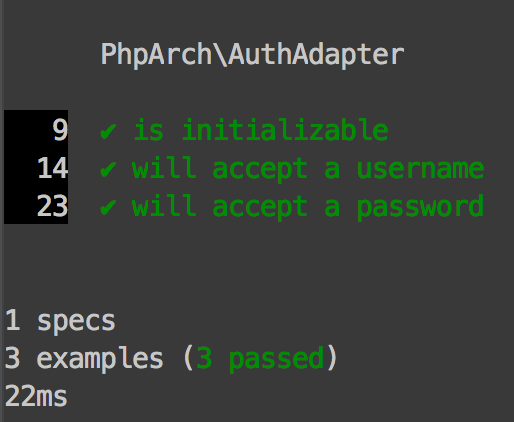 PhpArch\AuthAdapter
9 ✔ is initializable
14 ✔ will accept a username
23 ✔ will accept a password
1 specs
3 examples (3 passed)
22ms